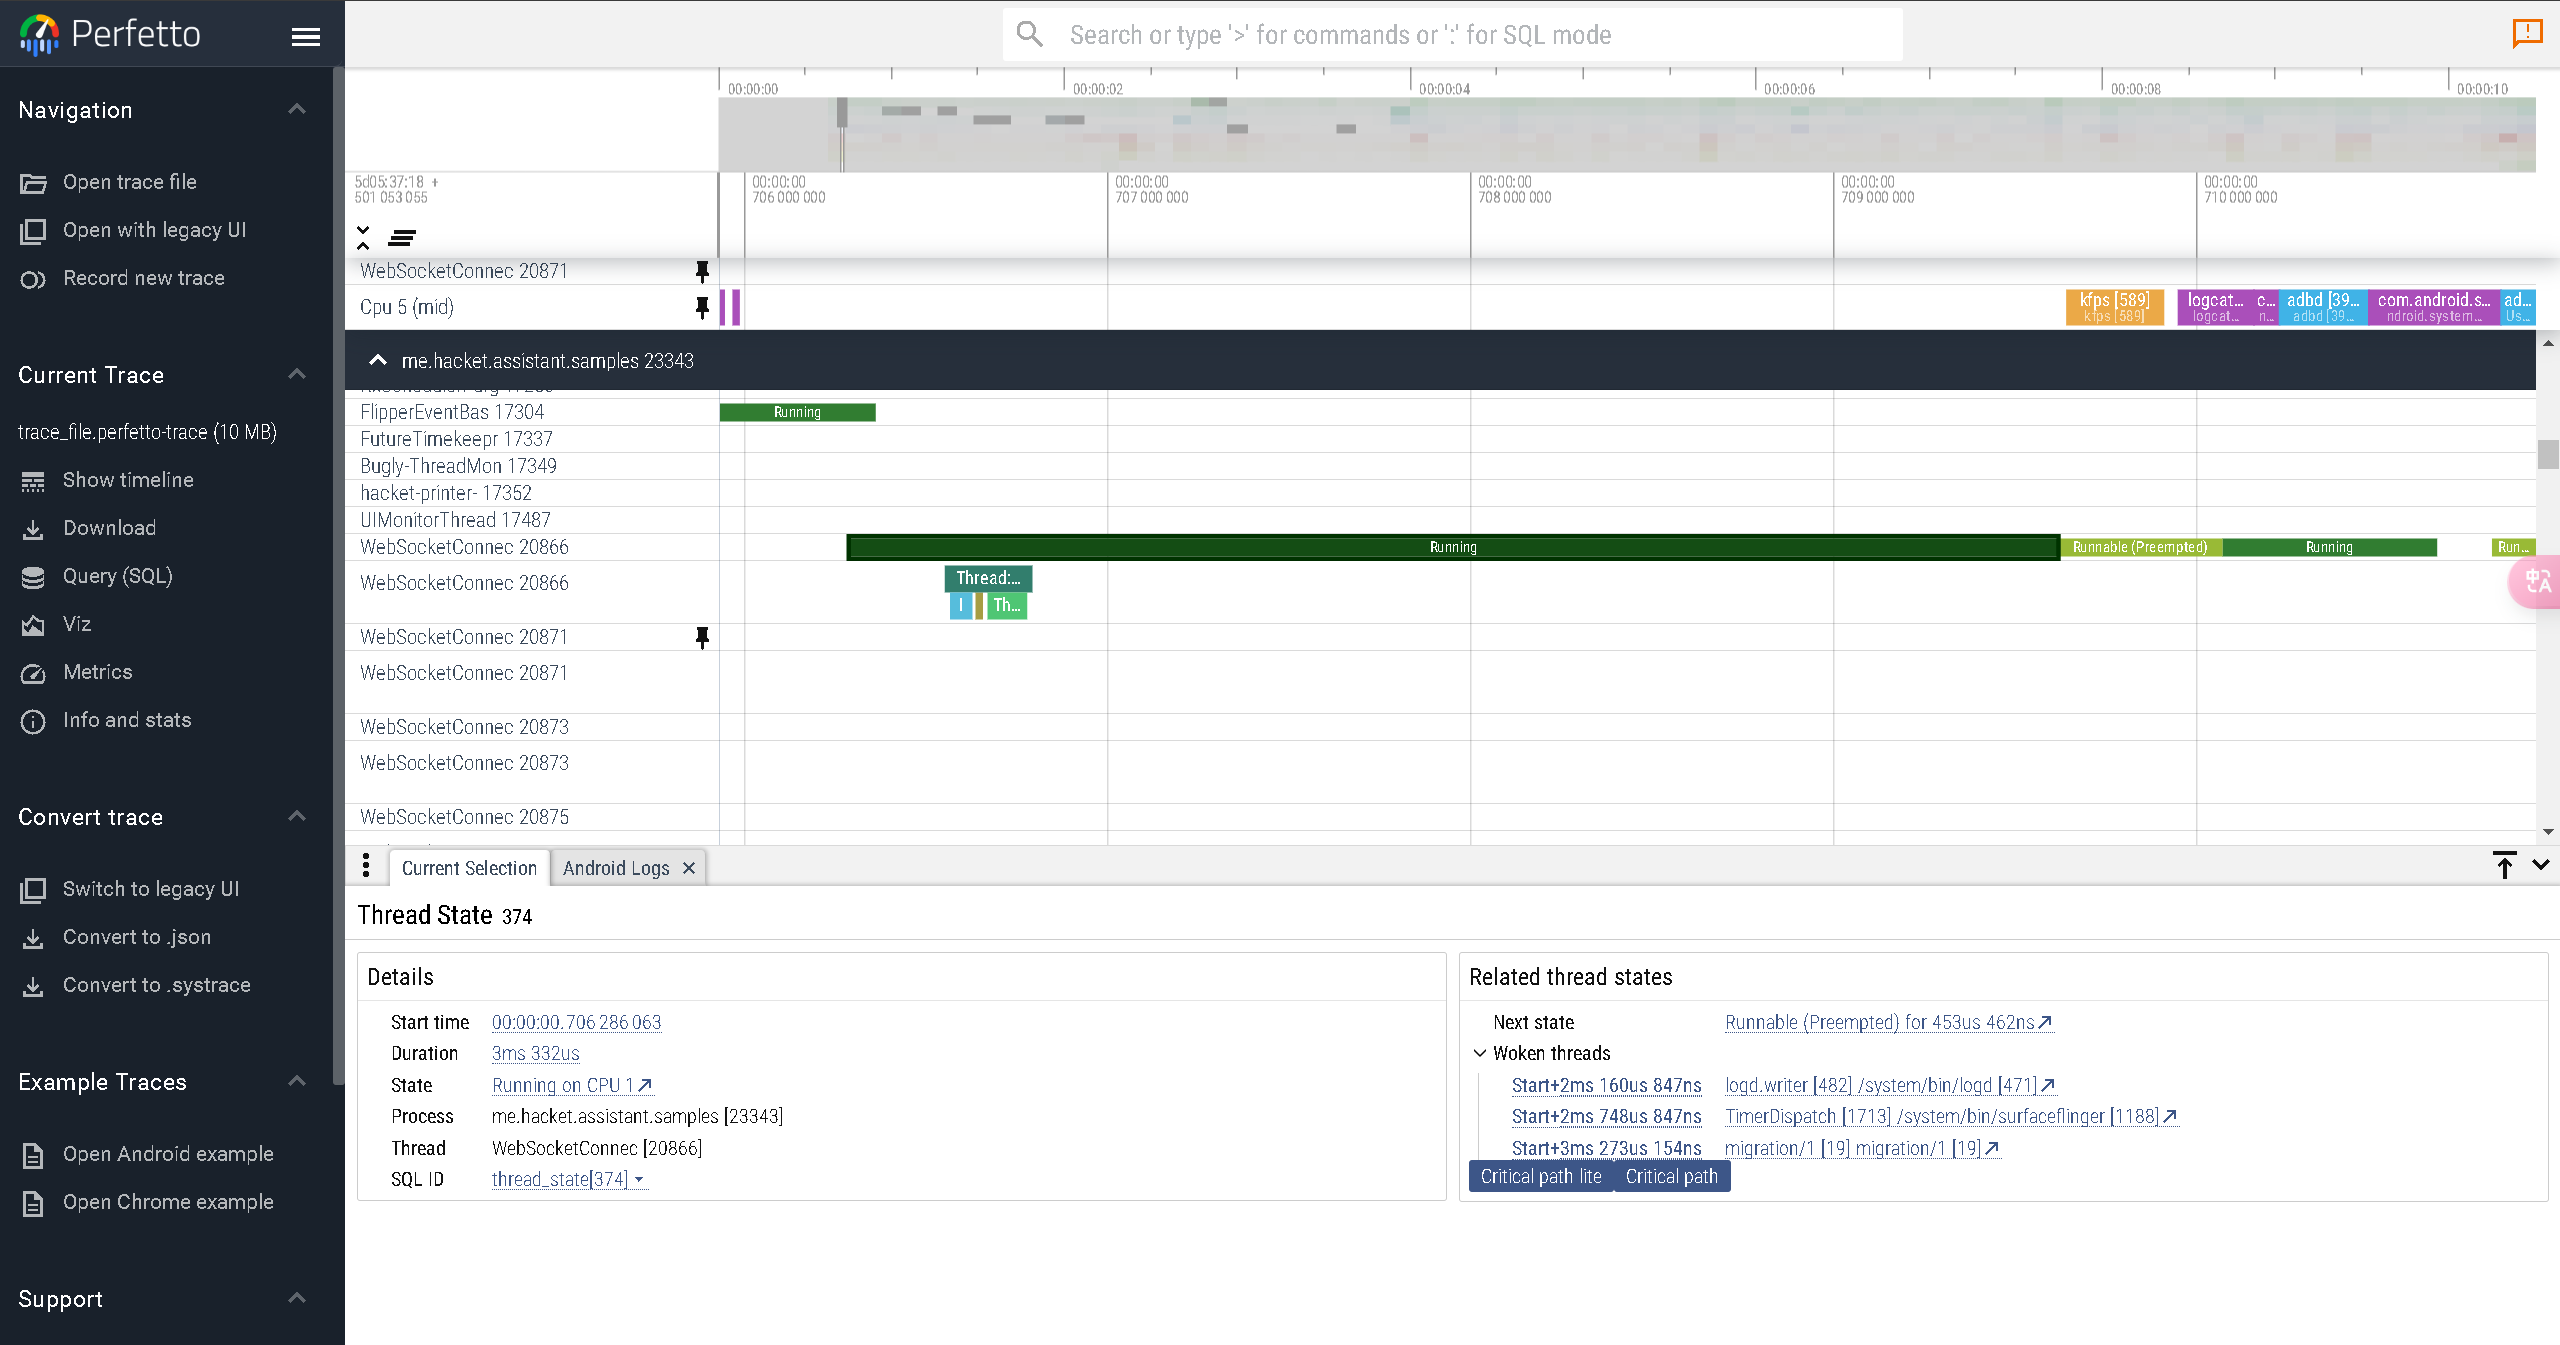 Perfetto
Search or type '>' for commands or ':' for SQL mode
Navigation
Open trace file
Open with legacy UI
Record new trace
Current Trace
trace_file.perfetto-trace (10 MB)
Show timeline
Download
Query (SQL)
Viz
Metrics
Info and stats
Convert trace
Switch to legacy UI
Convert to .json
Convert to .systrace
Example Traces
Open Android example
Open Chrome example
Support
00:00:00 00:00:02 00:00:04 00:00:06 00:00:08 00:00:10
5d05:37:18 + 00:00:00 00:00:00 00:00:00 00:00:00 00:00:00
501 053 055 706 000 000 707 000 000 708 000 000 709 000 000 710 000 000
WebSocketConnec 20871
Cpu 5 (mid) kfps [589] logcat... c... adbd [39... com.android.s... ad...
kfps [589] logcat... n... adbd [39... ndroid.system... Us...
me.hacket.assistant.samples 23343
FlipperEventBas 17304 Running
FutureTimekeepr 17337
Bugly-ThreadMon 17349
hacket-printer- 17352
UIMonitorThread 17487
WebSocketConnec 20866 Running Runnable (Preempted) Running Run...
WebSocketConnec 20866 Thread:...
I Th...
WebSocketConnec 20871
WebSocketConnec 20871
WebSocketConnec 20873
WebSocketConnec 20873
WebSocketConnec 20875
中A
Current Selection Android Logs
Thread State 374
Details
Start time 00:00:00.706 286 063
Duration 3ms 332us
State Running on CPU 1
Process me.hacket.assistant.samples [23343]
Thread WebSocketConnec [20866]
SQL ID thread_state[374]
Related thread states
Next state Runnable (Preempted) for 453us 462ns
Woken threads
Start+2ms 160us 847ns logd.writer [482] /system/bin/logd [471]
Start+2ms 748us 847ns TimerDispatch [1713] /system/bin/surfaceflinger [1188]
Start+3ms 273us 154ns migration/1 [19] migration/1 [19]
Critical path lite Critical path